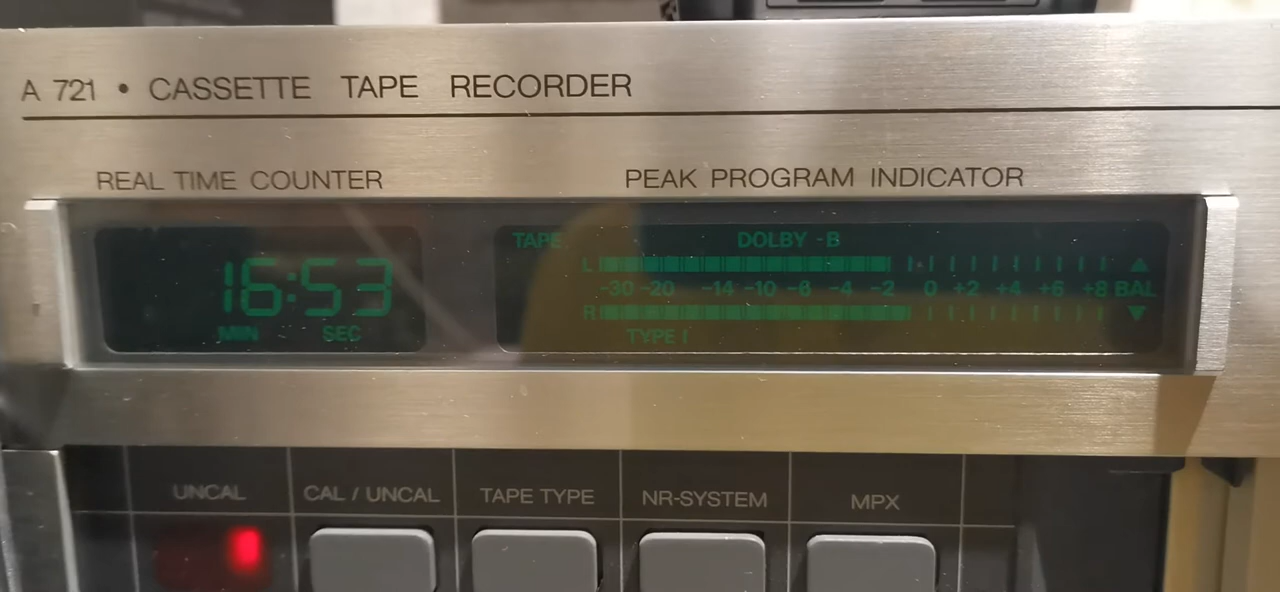 A 721 • CASSETTE TAPE RECORDER
REAL TIME COUNTER
PEAK PROGRAM INDICATOR
16:53
MIN SEC
TAPE DOLBY -B
L
-30 -20 -14 -10 -6 -4 -2 0 +2 +4 +6 +8 BAL
R
TYPE I
UNCAL
CAL / UNCAL
TAPE TYPE
NR-SYSTEM
MPX